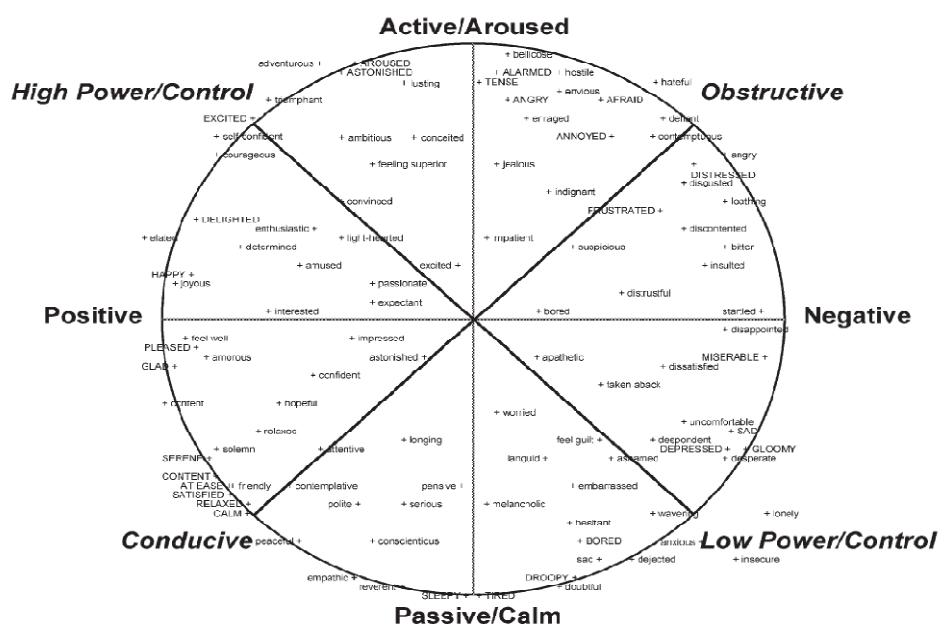 Active/Aroused
+ bellicose
adventurous +
+ AROUSED
+ ASTONISHED
+ ALARMED
+ hostile
+ lusting
+ TENSE
+ hateful
High Power/Control
+ envious
Obstructive
+ triumphant
+ ANGRY
+ AFRAID
EXCITED +
+ enraged
+ defiant
+ self-confident
+ ambitious
+ conceited
ANNOYED +
+ contemptuous
+ courageous
+ angry
+ feeling superior
+ jealous
+
DISTRESSED
+ disgusted
+ indignant
+ convinced
+ loathing
FRUSTRATED +
+ DELIGHTED
enthusiastic +
+ discontented
+ elated
+ light-hearted
+ impatient
+ determined
+ suspicious
+ bitter
+ amused
excited +
+ insulted
HAPPY +
+ joyous
+ passionate
+ distrustful
+ expectant
+ interested
+ bored
startled +
Positive
Negative
+ disappointed
+ feel well
+ impressed
PLEASED +
+ amorous
astonished +
+ apathetic
MISERABLE +
GLAD +
+ dissatisfied
+ confident
+ taken aback
+ content
+ hopeful
+ worried
+ uncomfortable
+ relaxed
+ SAD
+ longing
feel guilt +
+ despondent
+ solemn
+ attentive
DEPRESSED +
+ GLOOMY
SERENE +
languid +
+ ashamed
+ desperate
CONTENT +
AT EASE +
+ friendly
+ contemplative
pensive +
+ embarrassed
SATISFIED +
RELAXED +
polite +
+ serious
+ melancholic
CALM +
+ wavering
+ lonely
+ hesitant
Conducive
peaceful +
+ conscientious
+ BORED
anxious +
Low Power/Control
sad +
+ dejected
+ insecure
empathic +
DROOPY +
reverent +
+ doubtful
SLEEPY +
+ TIRED
Passive/Calm